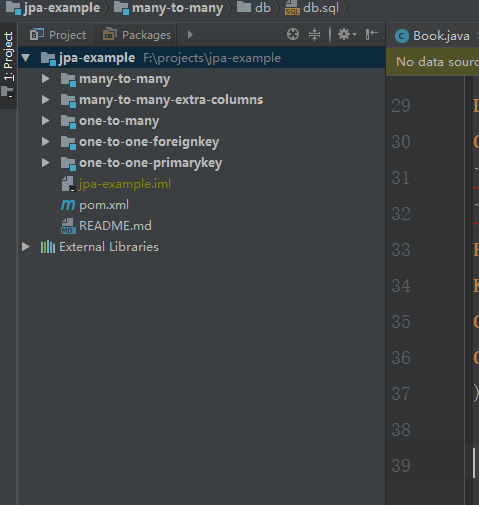 jpa-example many-to-many db db.sql
1: Project
Project Packages
Book.java
jpa-example F:\projects\jpa-example
No data sour
many-to-many
many-to-many-extra-columns
one-to-many
one-to-one-foreignkey
one-to-one-primarykey
jpa-example.iml
pom.xml
README.md
External Libraries
29
30
31
32
33
34
35
36
37 )
38
39